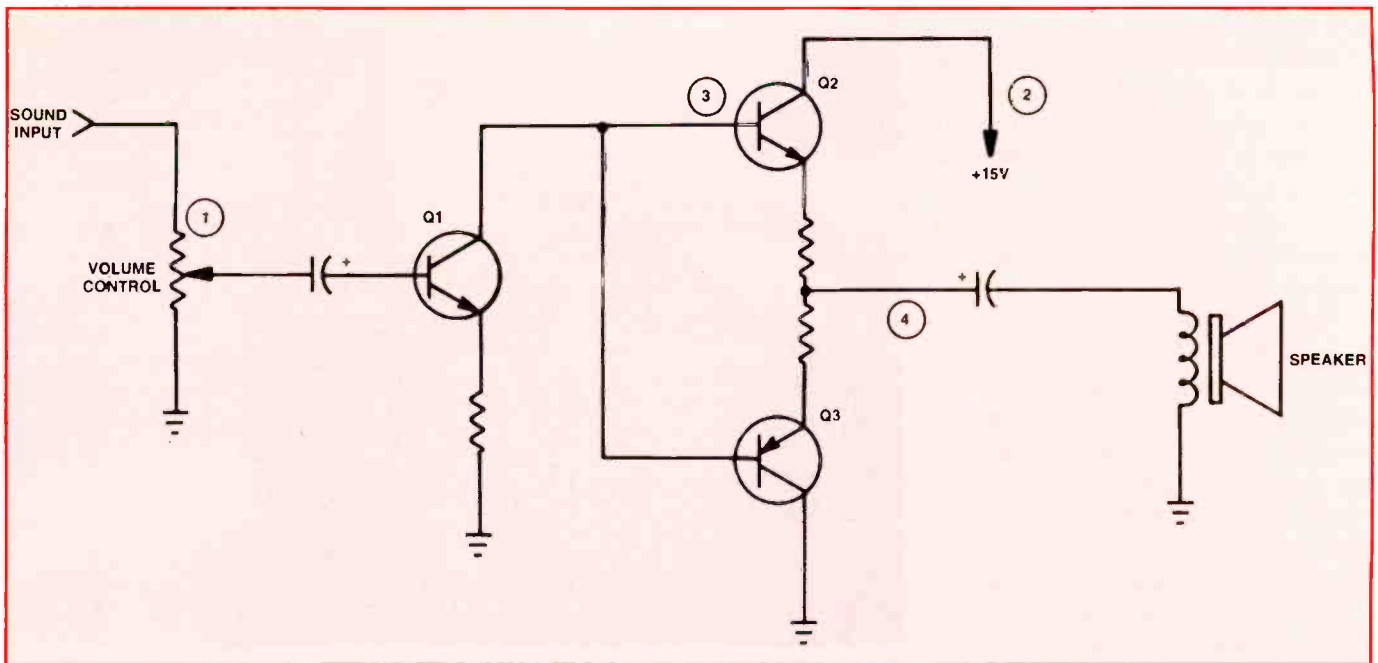 SOUND
INPUT
1
VOLUME
CONTROL
+
Q1
3
Q2
2
+15V
+
4
SPEAKER
Q3